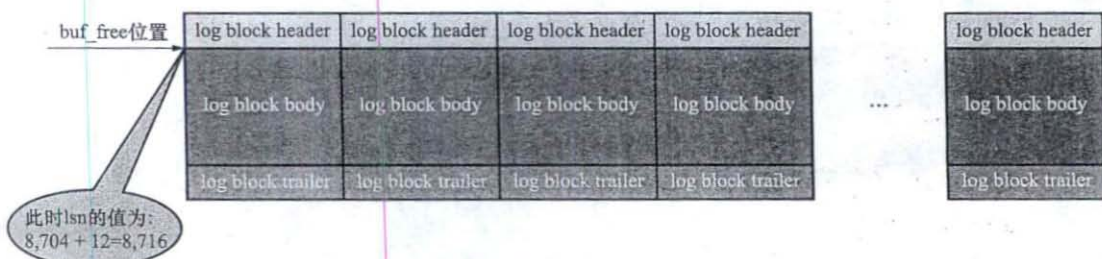 buf_free位置
log block header log block header log block header log block header log block header
log block body log block body log block body log block body ... log block body
log block trailer log block trailer log block trailer log block trailer log block trailer
此时lsn的值为:
8,704 + 12=8,716